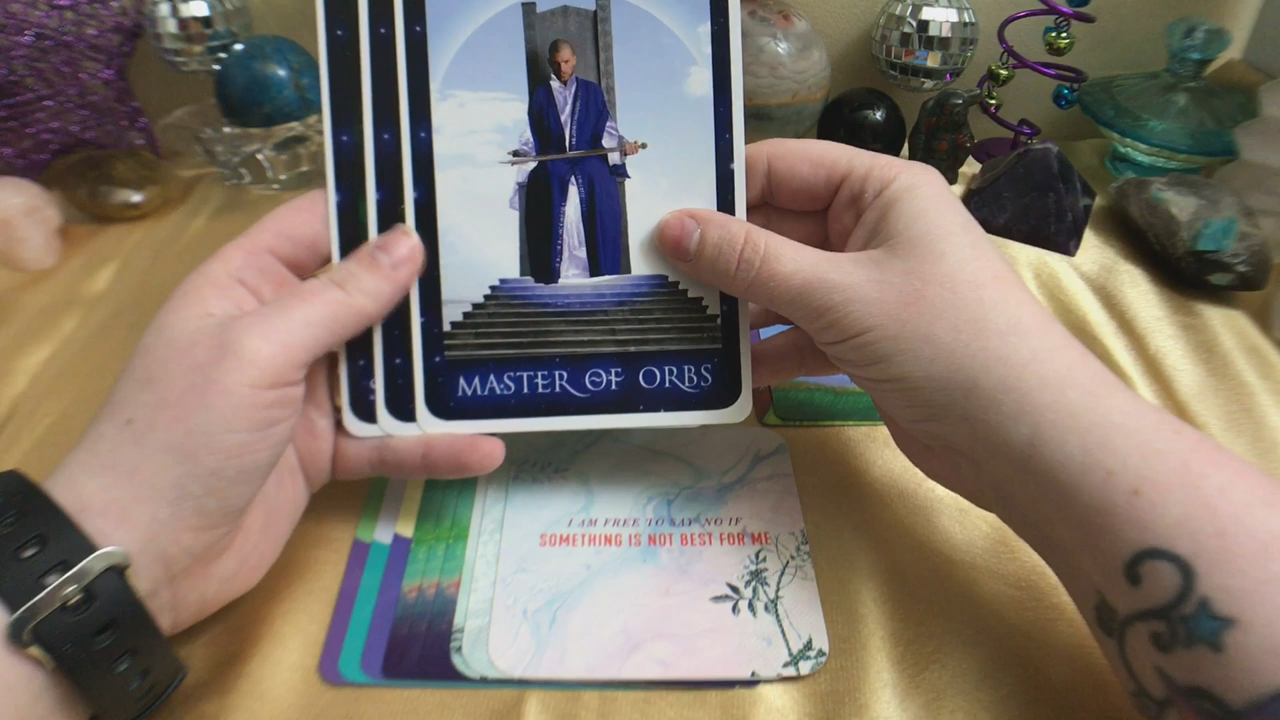 MASTER OF ORBS
I AM FREE TO SAY NO IF
SOMETHING IS NOT BEST FOR ME